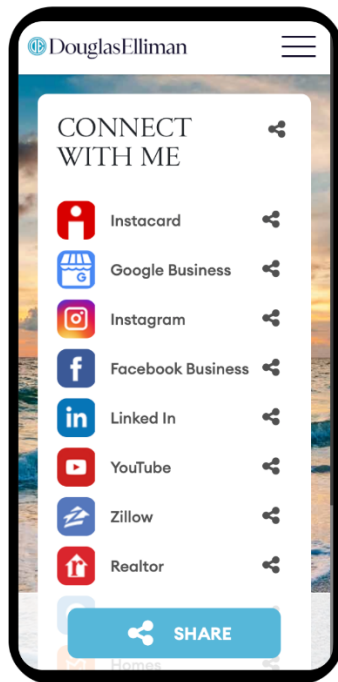 DouglasElliman
CONNECT
WITH ME
Instacard
Google Business
Instagram
Facebook Business
Linked In
YouTube
Zillow
Realtor
SHARE
Homes